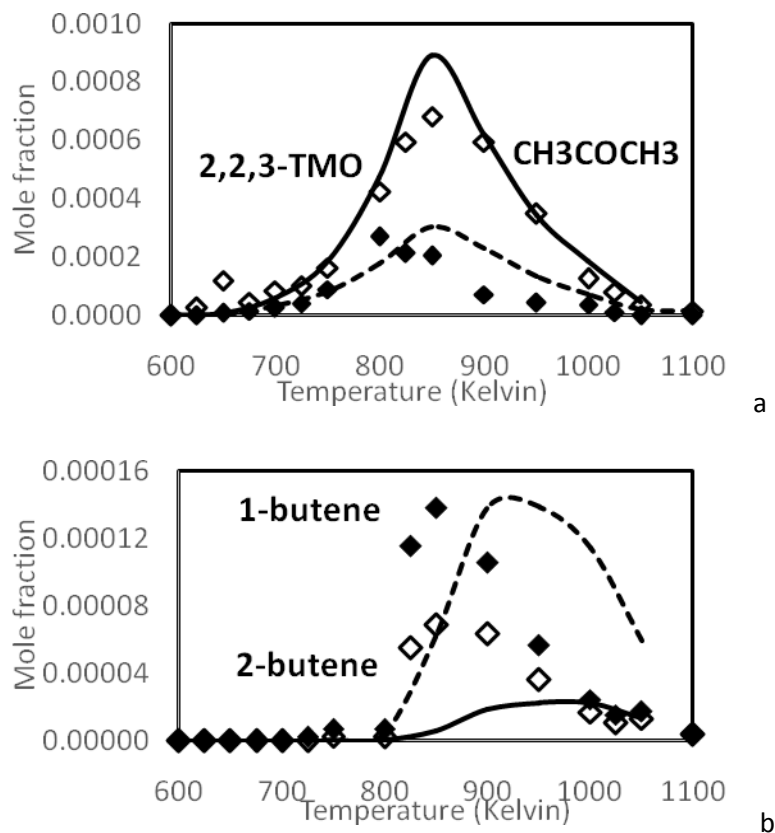 0.0010
0.0008
0.0006
0.0004
0.0002
0.0000
Mole fraction
2,2,3-TMO
CH3COCH3
600 700 800 900 1000 1100
Temperature (Kelvin)
a
0.00016
0.00012
0.00008
0.00004
0.00000
Mole fraction
1-butene
2-butene
600 700 800 900 1000 1100
Temperature (Kelvin)
b